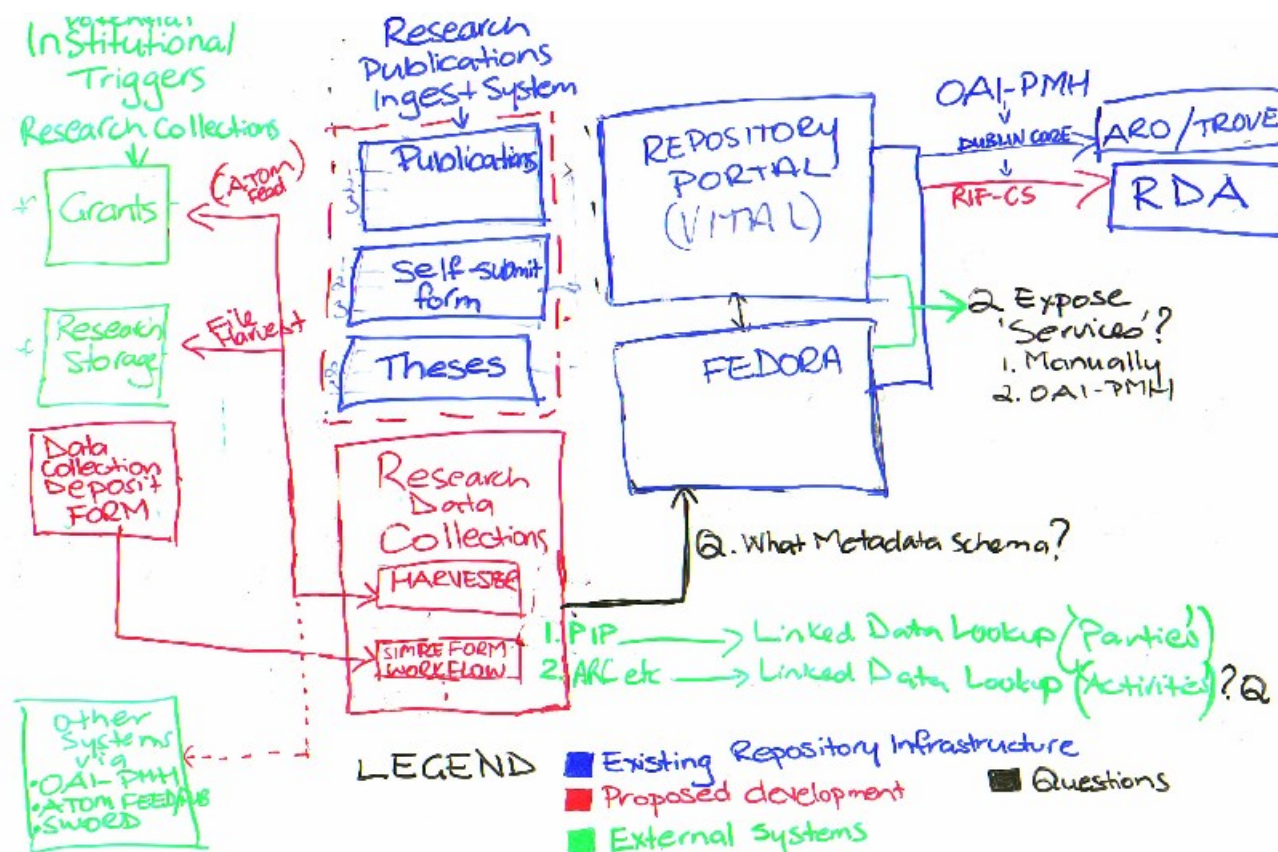 Potential
Institutional
Triggers
Research Collections
Grants
(ATOM
Feed)
Research
Storage
File
Harvest
Data
Collection
Deposit
FORM
Other
Systems
via
• OAI-PMH
• ATOM FEED/PUB
• SWORD
Research
Publications
Ingest System
Publications
Self-submit
form
Theses
Research
Data
Collections
HARVESTER
SIMPLE FORM
WORKFLOW
REPOSITORY
PORTAL
(VITAL)
FEDORA
OAI-PMH
DUBLIN CORE
RIF-CS
ARO/TROVE
RDA
Q Expose
'Services'?
1. Manually
2. OAI-PMH
Q. What Metadata Schema?
1. PIP Linked Data Lookup (Parties)
2. ARC etc Linked Data Lookup (Activities)? Q
LEGEND
Existing Repository Infrastructure
Proposed development
External Systems
Questions